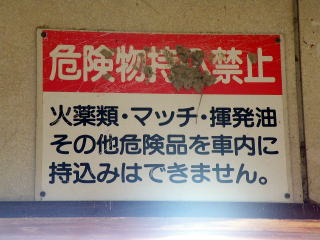 危険物持込禁止
火薬類・マッチ・揮発油
その他危険品を車内に
持込みはできません。